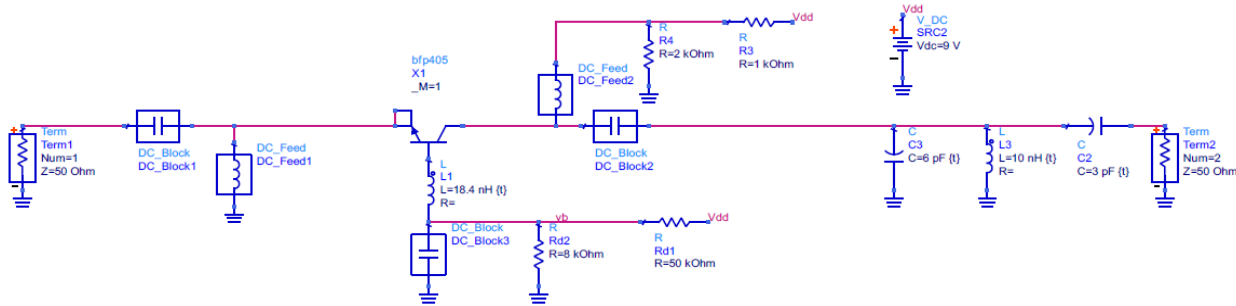 Vdd
R
R4
R=2 kOhm
R
R3
R=1 kOhm
Vdd
V_DC
SRC2
Vdc=9 V
bfp405
X1
_M=1
DC_Feed
DC_Feed2
Term
Term1
Num=1
Z=50 Ohm
DC_Block
DC_Block1
DC_Feed
DC_Feed1
DC_Block
DC_Block2
L
L1
L=18.4 nH {t}
R=
C
C3
C=6 pF {t}
L
L3
L=10 nH {t}
R=
C
C2
C=3 pF {t}
Term
Term2
Num=2
Z=50 Ohm
DC_Block
DC_Block3
vb
R
Rd2
R=8 kOhm
R
Rd1
R=50 kOhm
Vdd